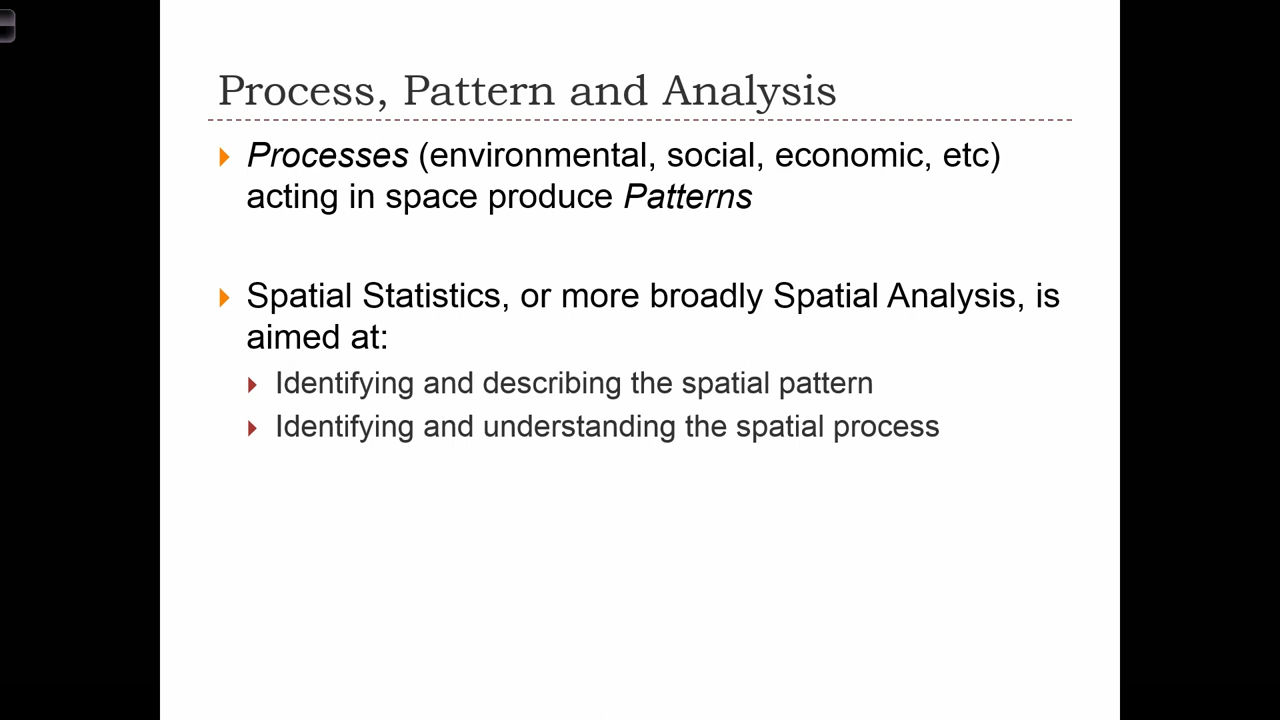 Process, Pattern and Analysis
Processes (environmental, social, economic, etc)
acting in space produce Patterns
Spatial Statistics, or more broadly Spatial Analysis, is
aimed at:
Identifying and describing the spatial pattern
Identifying and understanding the spatial process